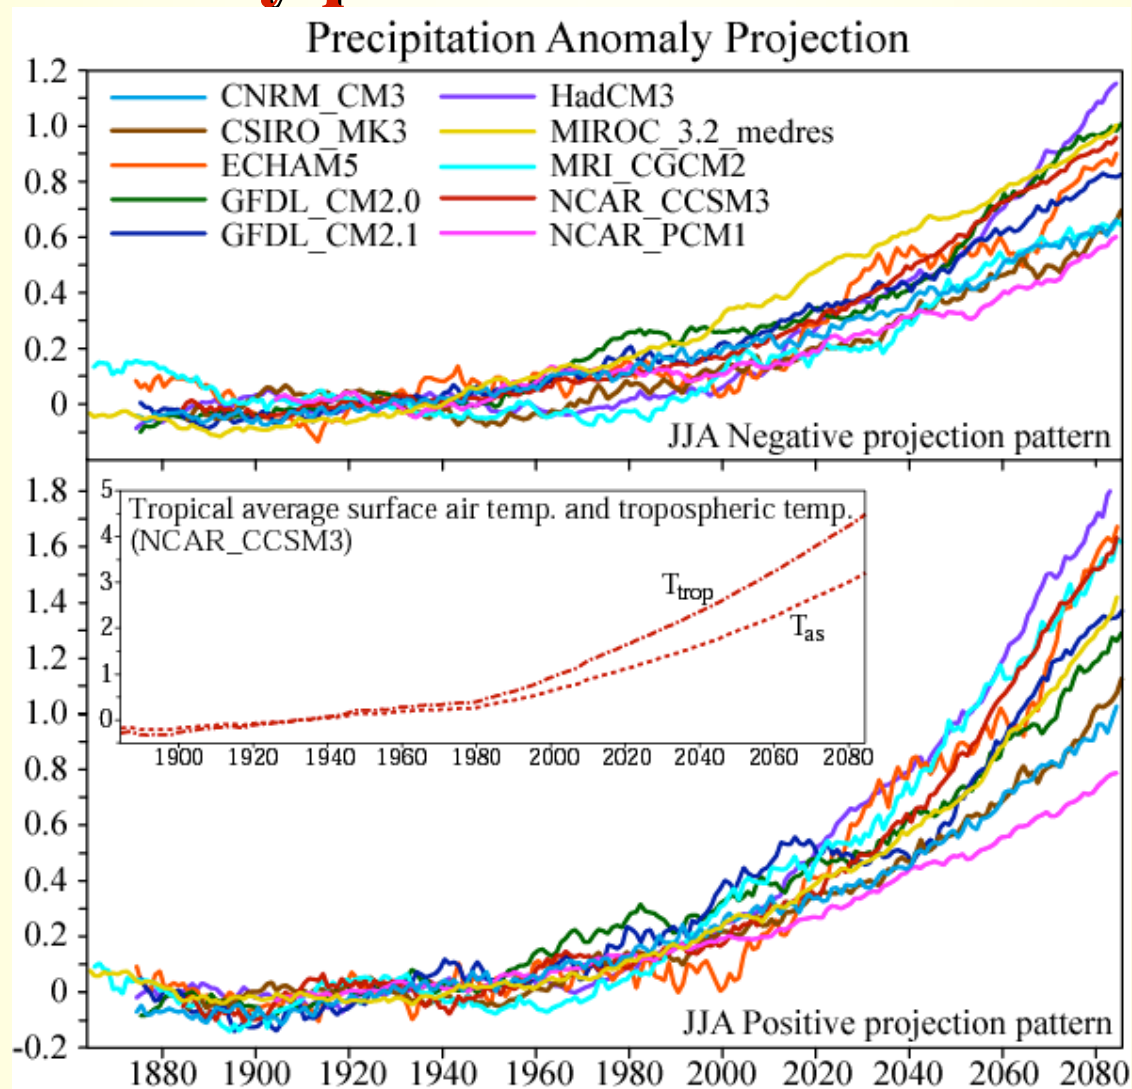 Precipitation Anomaly Projection
1.2
1.0
0.8
0.6
0.4
0.2
0
CNRM_CM3
CSIRO_MK3
ECHAM5
GFDL_CM2.0
GFDL_CM2.1
HadCM3
MIROC_3.2_medres
MRI_CGCM2
NCAR_CCSM3
NCAR_PCM1
JJA Negative projection pattern
1.8
1.6
1.4
1.2
1.0
0.8
0.6
0.4
0.2
0
-0.2
5
4
3
2
1
0
Tropical average surface air temp. and tropospheric temp.
(NCAR_CCSM3)
Ttrop
Tas
1900 1920 1940 1960 1980 2000 2020 2040 2060 2080
JJA Positive projection pattern
1880 1900 1920 1940 1960 1980 2000 2020 2040 2060 2080